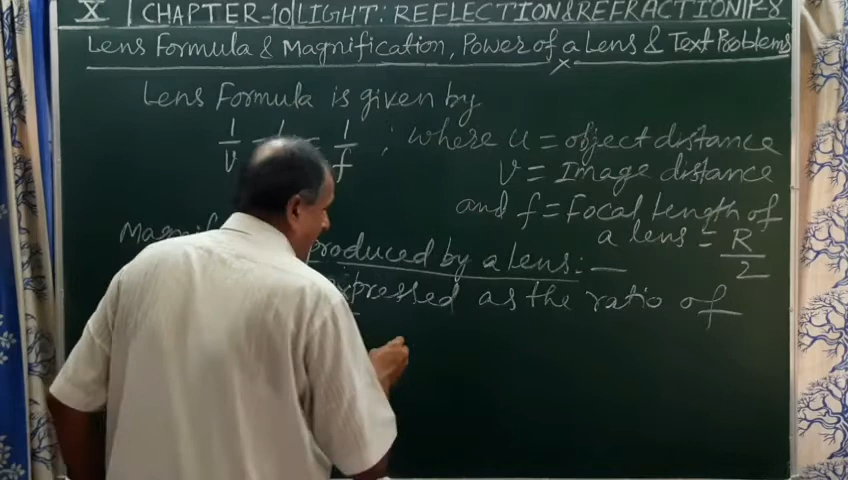 X | CHAPTER-10 | LIGHT: REFLECTION & REFRACTION | P-8
Lens Formula & Magnification, Power of a Lens & Text Problems
Lens Formula is given by
1/v - 1 = 1/f ; where u = object distance
v = Image distance
and f = Focal Length of
a lens = R/2
produced by a lens: —
expressed as the ratio of